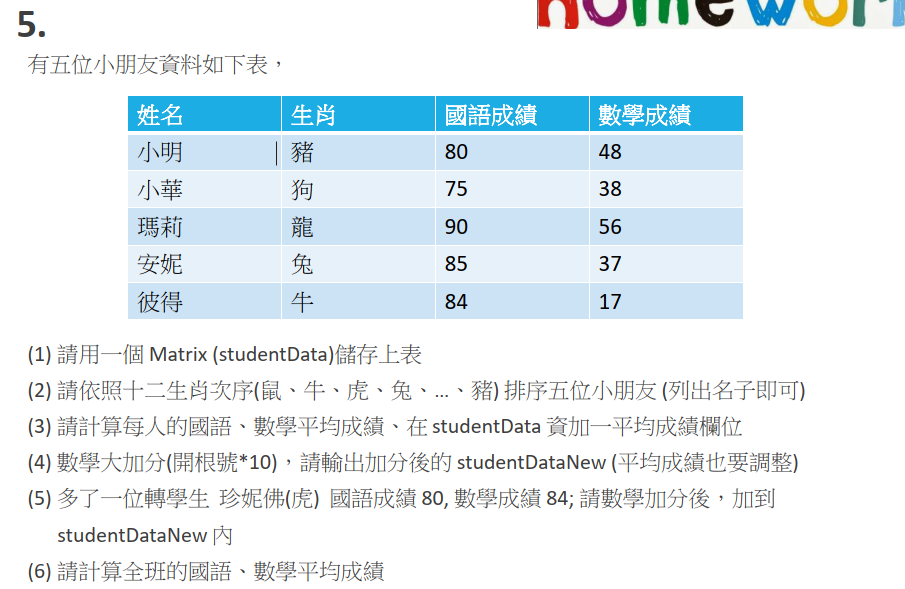 homework
5.
有五位小朋友資料如下表，
姓名 生肖 國語成績 數學成績
小明 豬 80 48
小華 狗 75 38
瑪莉 龍 90 56
安妮 兔 85 37
彼得 牛 84 17
(1) 請用一個 Matrix (studentData)儲存上表
(2) 請依照十二生肖次序(鼠、牛、虎、兔、...、豬) 排序五位小朋友 (列出名子即可)
(3) 請計算每人的國語、數學平均成績、在 studentData 資加一平均成績欄位
(4) 數學大加分(開根號*10)，請輸出加分後的 studentDataNew (平均成績也要調整)
(5) 多了一位轉學生 珍妮佛(虎) 國語成績 80, 數學成績 84; 請數學加分後，加到
studentDataNew 內
(6) 請計算全班的國語、數學平均成績